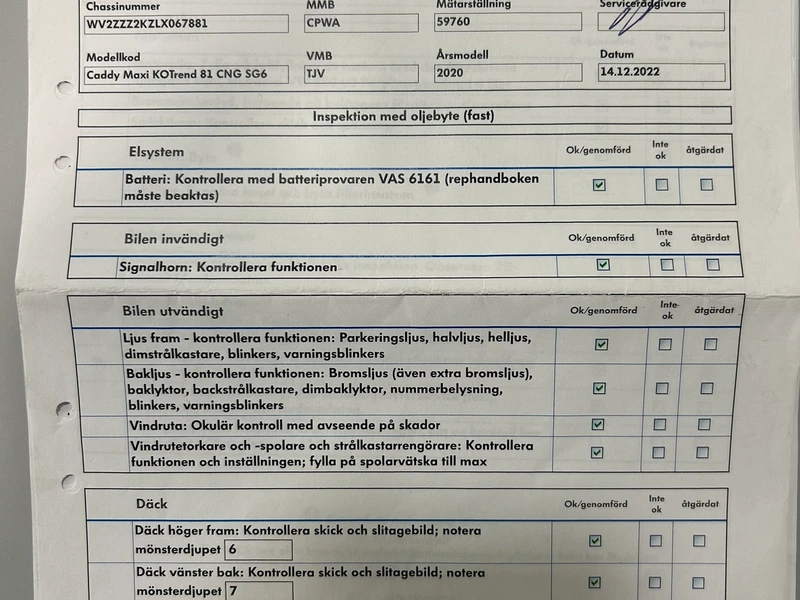 Chassinummer MMB Mätarställning Serviceradgivare
WV2ZZZ2KZLX067881 CPWA 59760
Modellkod VMB Årsmodell Datum
Caddy Maxi KOTrend 81 CNG SG6 TJV 2020 14.12.2022
Inspektion med oljebyte (fast)
Elsystem Ok/genomförd Inte ok åtgärdat
Batteri: Kontrollera med batteriprovaren VAS 6161 (rephandboken
måste beaktas)
Bilen invändigt Ok/genomförd Inte ok åtgärdat
Signalhorn: Kontrollera funktionen
Bilen utvändigt Ok/genomförd Inte ok åtgärdat
Ljus fram - kontrollera funktionen: Parkeringsljus, halvljus, helljus,
dimstrålkastare, blinkers, varningsblinkers
Bakljus - kontrollera funktionen: Bromsljus (även extra bromsljus),
baklyktor, backstrålkastare, dimbaklyktor, nummerbelysning,
blinkers, varningsblinkers
Vindruta: Okulär kontroll med avseende på skador
Vindrutetorkare och -spolare och strålkastarrengörare: Kontrollera
funktionen och inställningen; fylla på spolarvätska till max
Däck Ok/genomförd Inte ok åtgärdat
Däck höger fram: Kontrollera skick och slitagebild; notera
mönsterdjupet 6
Däck vänster bak: Kontrollera skick och slitagebild; notera
mönsterdjupet 7